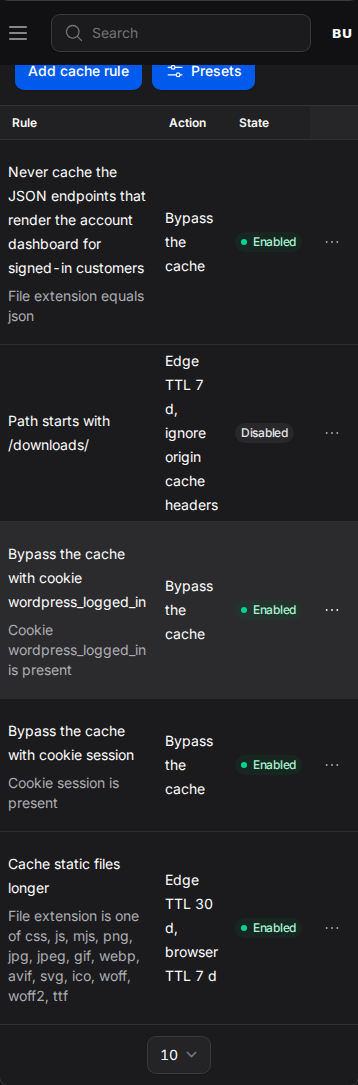 Search
BU
Add cache rule
Presets
Rule
Action
State
Never cache the
JSON endpoints that
render the account
dashboard for
signed-in customers
File extension equals
json
Bypass
the
cache
Enabled
Path starts with
/downloads/
Edge
TTL 7
d,
ignore
origin
cache
headers
Disabled
Bypass the cache
with cookie
wordpress_logged_in
Cookie
wordpress_logged_in
is present
Bypass
the
cache
Enabled
Bypass the cache
with cookie session
Cookie session is
present
Bypass
the
cache
Enabled
Cache static files
longer
File extension is one
of css, js, mjs, png,
jpg, jpeg, gif, webp,
avif, svg, ico, woff,
woff2, ttf
Edge
TTL 30
d,
browser
TTL 7 d
Enabled
10